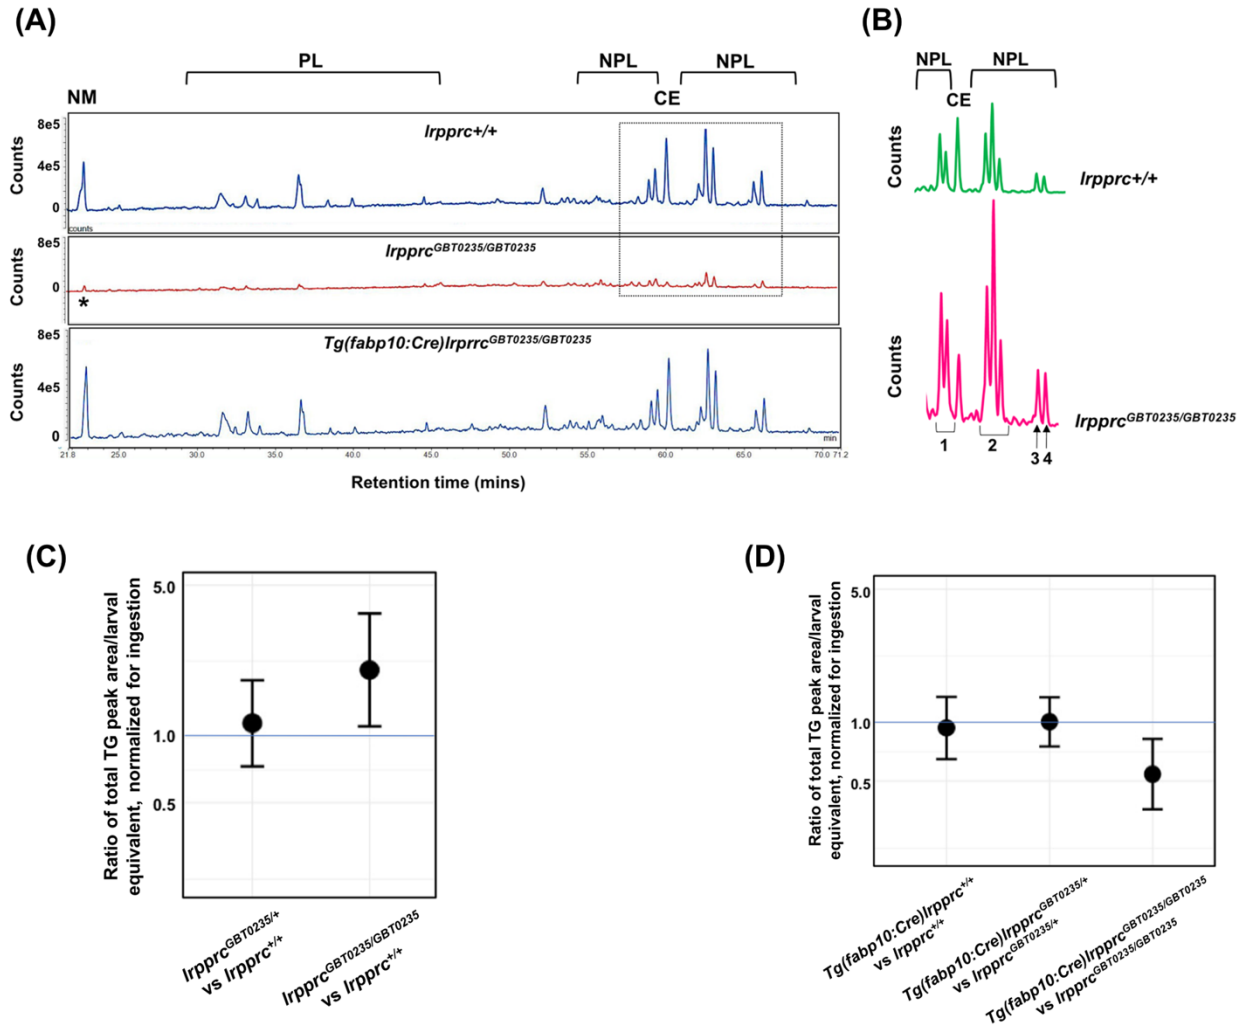 (A)
PL
NPL
NPL
NM
CE
8e5
4e5
0
Counts
lrpprc+/+
counts
8e5
0
Counts
lrpprcGBT0235/GBT0235
*
8e5
4e5
0
Counts
Tg(fabp10:Cre)lrprrcGBT0235/GBT0235
min
21.8 25.0 30.0 35.0 40.0 45.0 50.0 55.0 60.0 65.0 70.0 71.2
Retention time (mins)
(B)
NPL
NPL
CE
Counts
lrpprc+/+
Counts
lrpprcGBT0235/GBT0235
1 2 3 4
(C)
Ratio of total TG peak area/larval
equivalent, normalized for ingestion
5.0
1.0
0.5
lrpprcGBT0235/+
vs lrpprc+/+
lrpprcGBT0235/GBT0235
vs lrpprc+/+
(D)
Ratio of total TG peak area/larval
equivalent, normalized for ingestion
5.0
1.0
0.5
Tg(fabp10:Cre)lrpprc+/+
vs lrpprc+/+
Tg(fabp10:Cre)lrpprcGBT0235/+
vs lrpprcGBT0235/+
Tg(fabp10:Cre)lrpprcGBT0235/GBT0235
vs lrpprcGBT0235/GBT0235